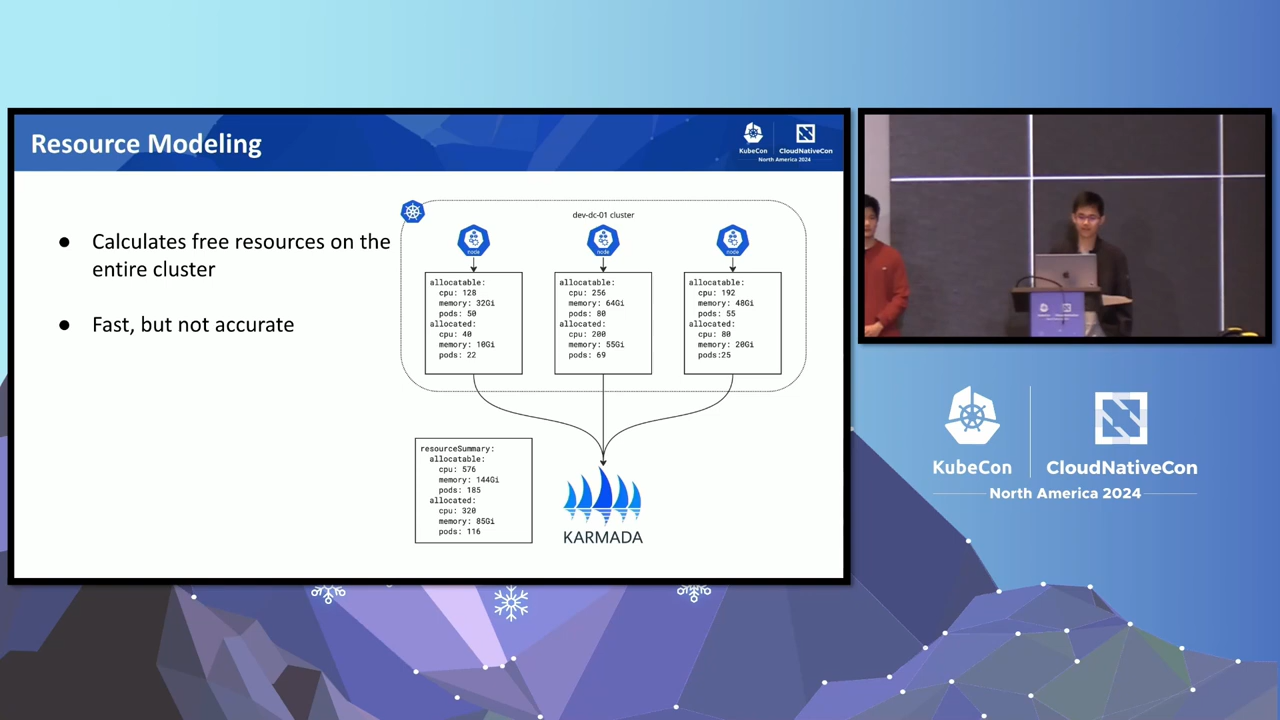 Resource Modeling
KubeCon
CloudNativeCon
North America 2024
● Calculates free resources on the
entire cluster
● Fast, but not accurate
dev-dc-01 cluster
node
node
node
allocatable:
cpu: 128
memory: 32Gi
pods: 50
allocated:
cpu: 40
memory: 10Gi
pods: 22
allocatable:
cpu: 256
memory: 64Gi
pods: 80
allocated:
cpu: 200
memory: 55Gi
pods: 69
allocatable:
cpu: 192
memory: 48Gi
pods: 55
allocated:
cpu: 80
memory: 20Gi
pods:25
resourceSummary:
allocatable:
cpu: 576
memory: 144Gi
pods: 185
allocated:
cpu: 320
memory: 85Gi
pods: 116
KARMADA
KubeCon
CloudNativeCon
North America 2024